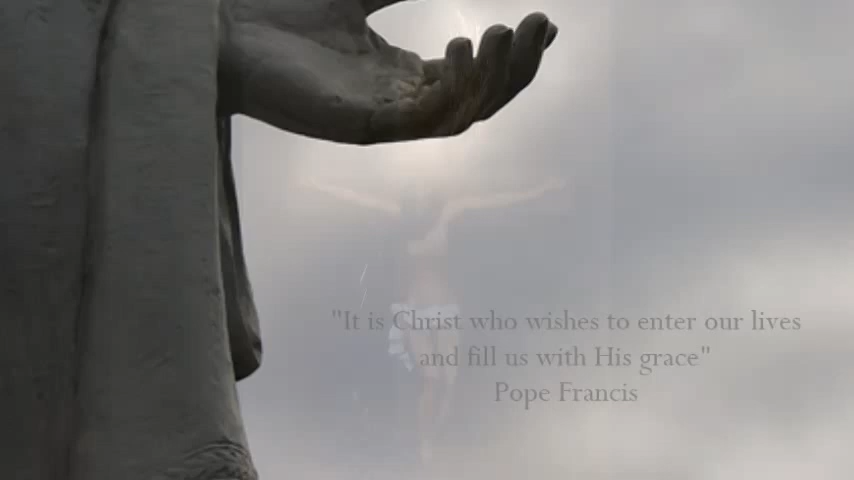 "It is Christ who wishes to enter our lives
and fill us with His grace"
Pope Francis